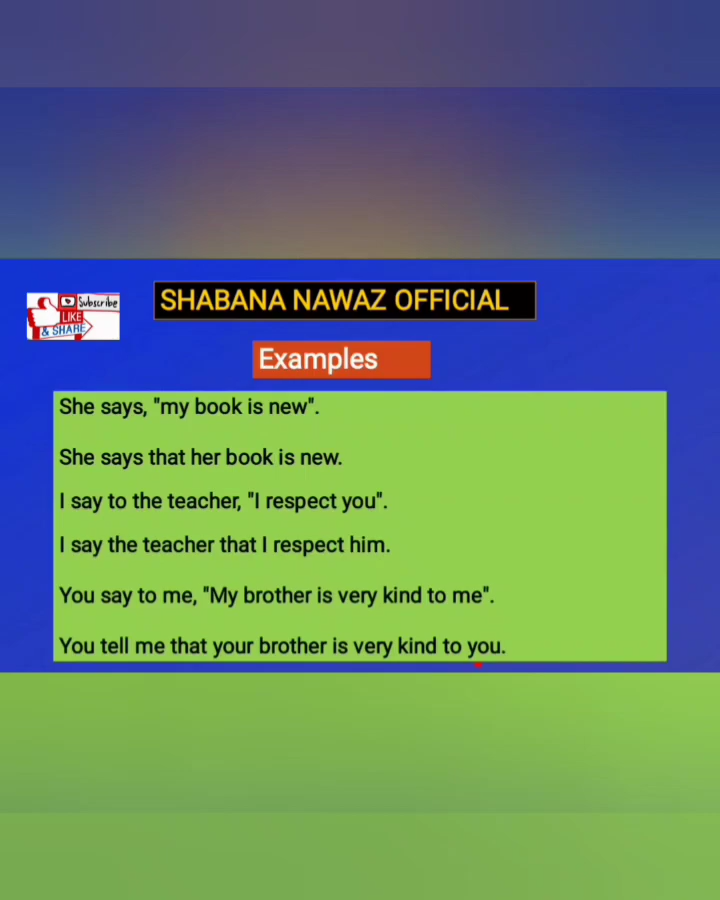 Subscribe
LIKE
& SHARE
SHABANA NAWAZ OFFICIAL
Examples
She says, "my book is new".
She says that her book is new.
I say to the teacher, "I respect you".
I say the teacher that I respect him.
You say to me, "My brother is very kind to me".
You tell me that your brother is very kind to you.